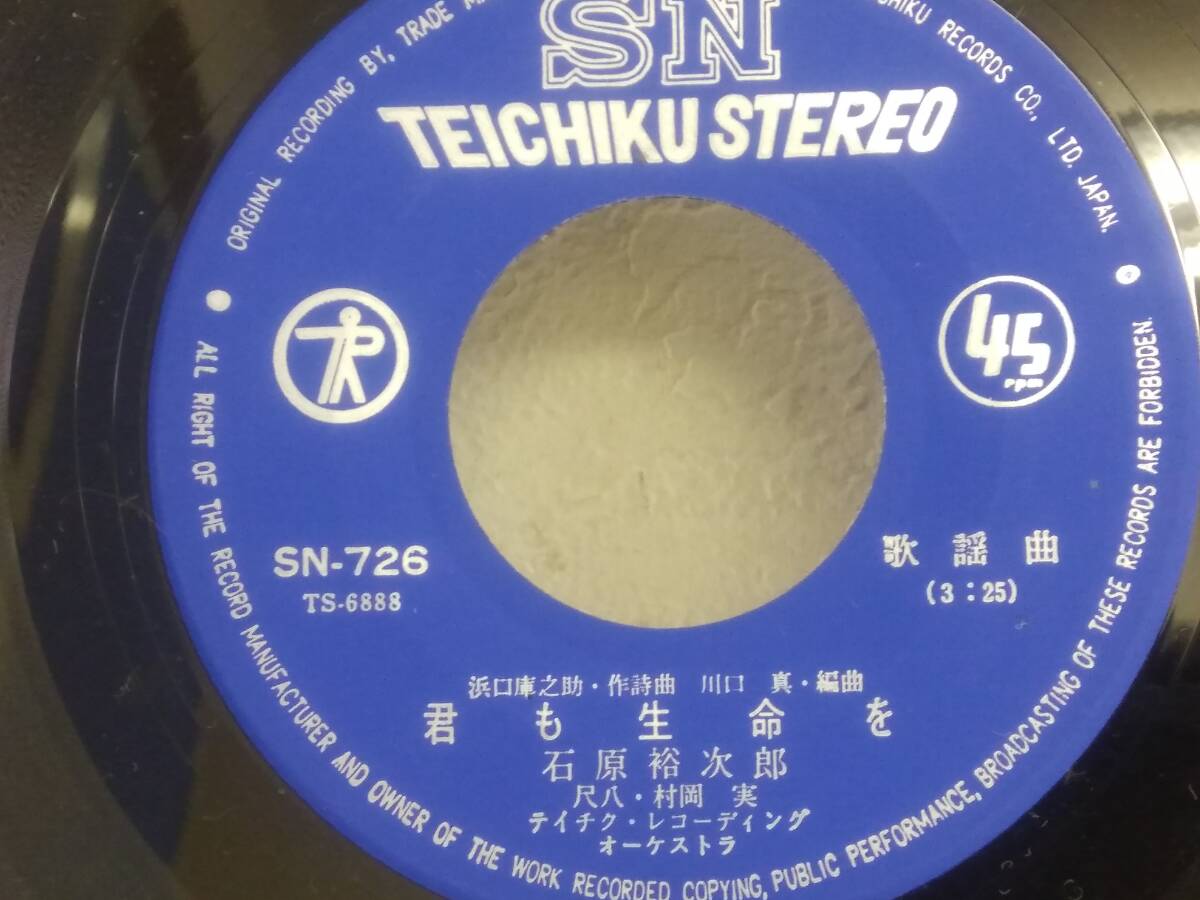 SN
TEICHIKU STEREO
ORIGINAL RECORDING BY, TRADE
RECORDS CO., LTD. JAPAN.
45
rpm
SN-726
TS-6888
歌謡曲
(3:25)
浜口庫之助・作詩曲 川口 真・編曲
君も生命を
石原裕次郎
尺八・村岡 実
テイチク・レコーディング
オーケストラ
ALL RIGHT OF THE RECORD MANUFACTURER AND OWNER OF THE WORK RECORDED COPYING, PUBLIC PERFORMANCE, BROADCASTING OF THESE RECORDS ARE FORBIDDEN.